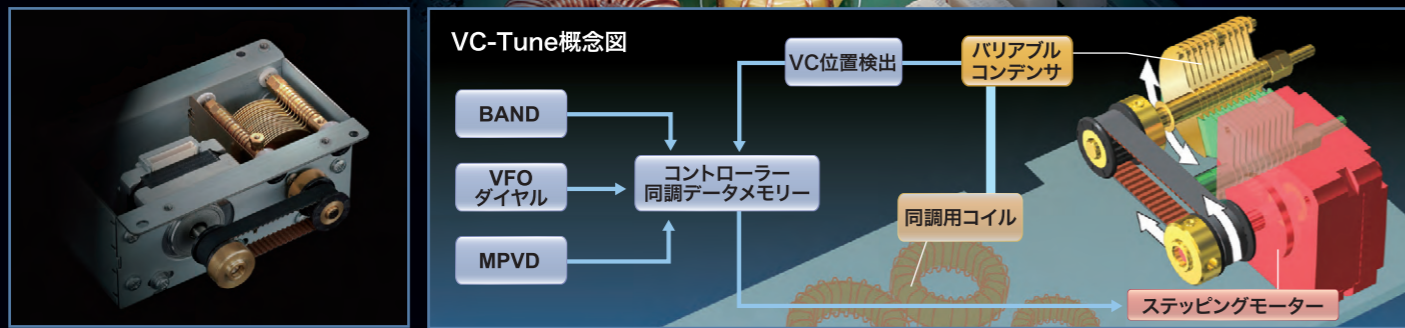 VC-Tune概念図
VC位置検出
バリアブル
コンデンサ
BAND
VFO
ダイヤル
MPVD
コントローラー
同調データメモリー
同調用コイル
ステッピングモーター